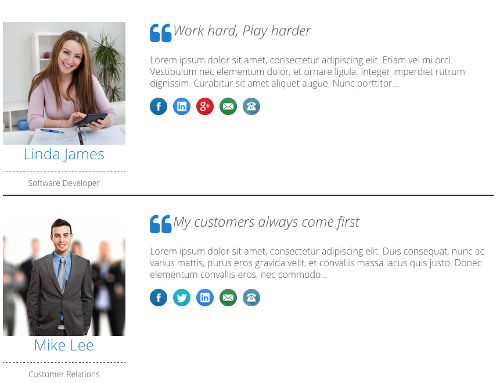 Work hard, Play harder
Lorem ipsum dolor sit amet, consectetur adipiscing elit. Etiam vel mi orci.
Vestibulum nec elementum dolor, et ornare ligula. Integer imperdiet rutrum
dignissim. Curabitur sit amet aliquet augue. Nunc porttitor...
Linda James
Software Developer
My customers always come first
Lorem ipsum dolor sit amet, consectetur adipiscing elit. Duis consequat, nunc ac
varius mattis, purus eros gravida velit, et convallis massa lacus quis justo. Donec
elementum convallis eros, nec commodo...
Mike Lee
Customer Relations